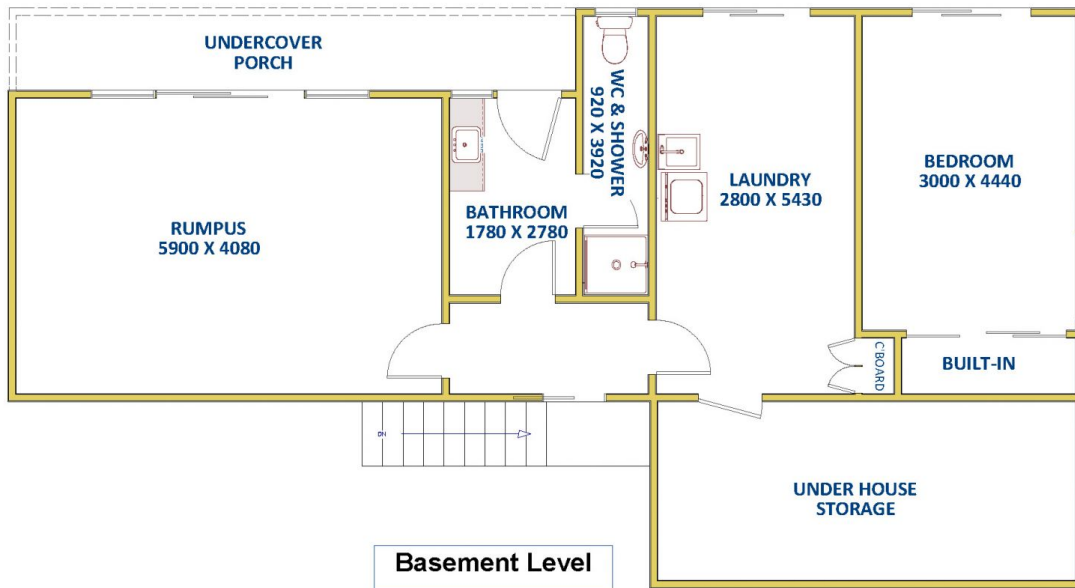 UNDERCOVER
PORCH
WC & SHOWER
920 X 3920
RUMPUS
5900 X 4080
BATHROOM
1780 X 2780
LAUNDRY
2800 X 5430
BEDROOM
3000 X 4440
C'BOARD
BUILT-IN
UNDER HOUSE
STORAGE
Basement Level